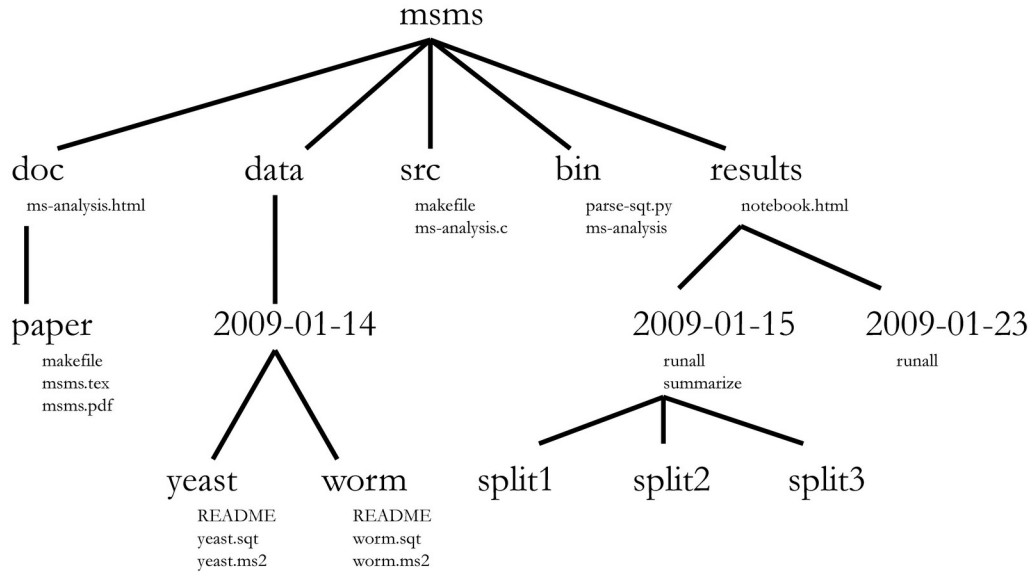 msms
doc
data
src
bin
results
ms-analysis.html
makefile
ms-analysis.c
parse-sqt.py
ms-analysis
notebook.html
paper
makefile
msms.tex
msms.pdf
2009-01-14
2009-01-15
runall
summarize
2009-01-23
runall
yeast
README
yeast.sqt
yeast.ms2
worm
README
worm.sqt
worm.ms2
split1
split2
split3